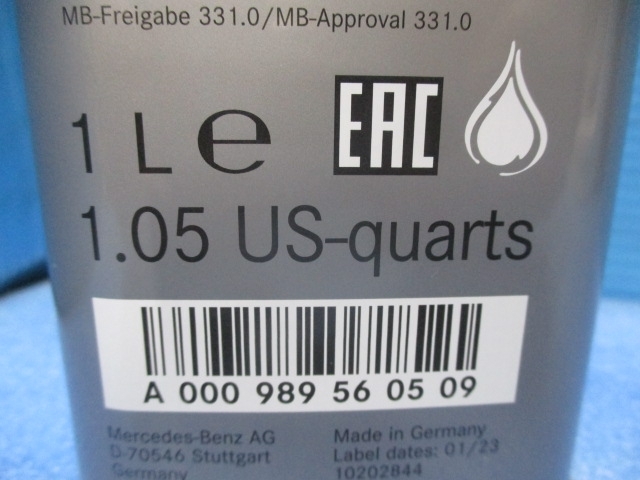 MB-Freigabe 331.0/MB-Approval 331.0
1 L e
EAC
1.05 US-quarts
A 000 989 56 05 09
Mercedes-Benz AG
D-70546 Stuttgart
Germany
Made in Germany
Label dates: 01/23
10202844